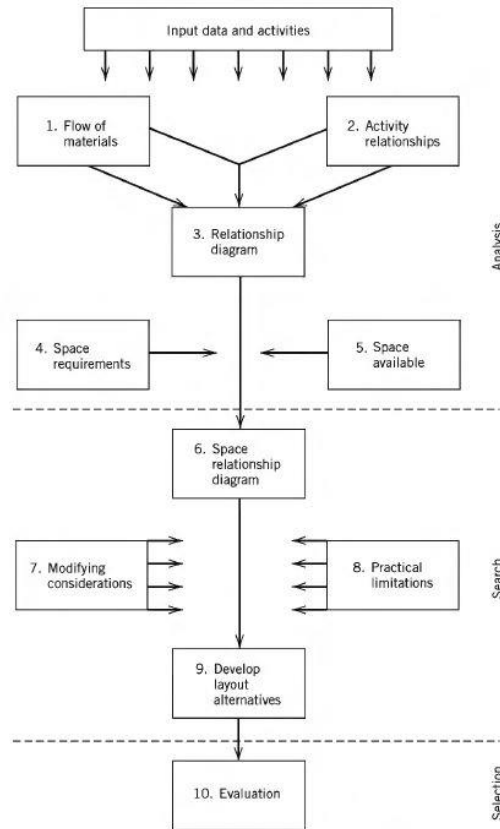 Input data and activities
1. Flow of
materials
2. Activity
relationships
3. Relationship
diagram
Analysis
4. Space
requirements
5. Space
available
6. Space
relationship
diagram
7. Modifying
considerations
8. Practical
limitations
Search
9. Develop
layout
alternatives
10. Evaluation
Selection